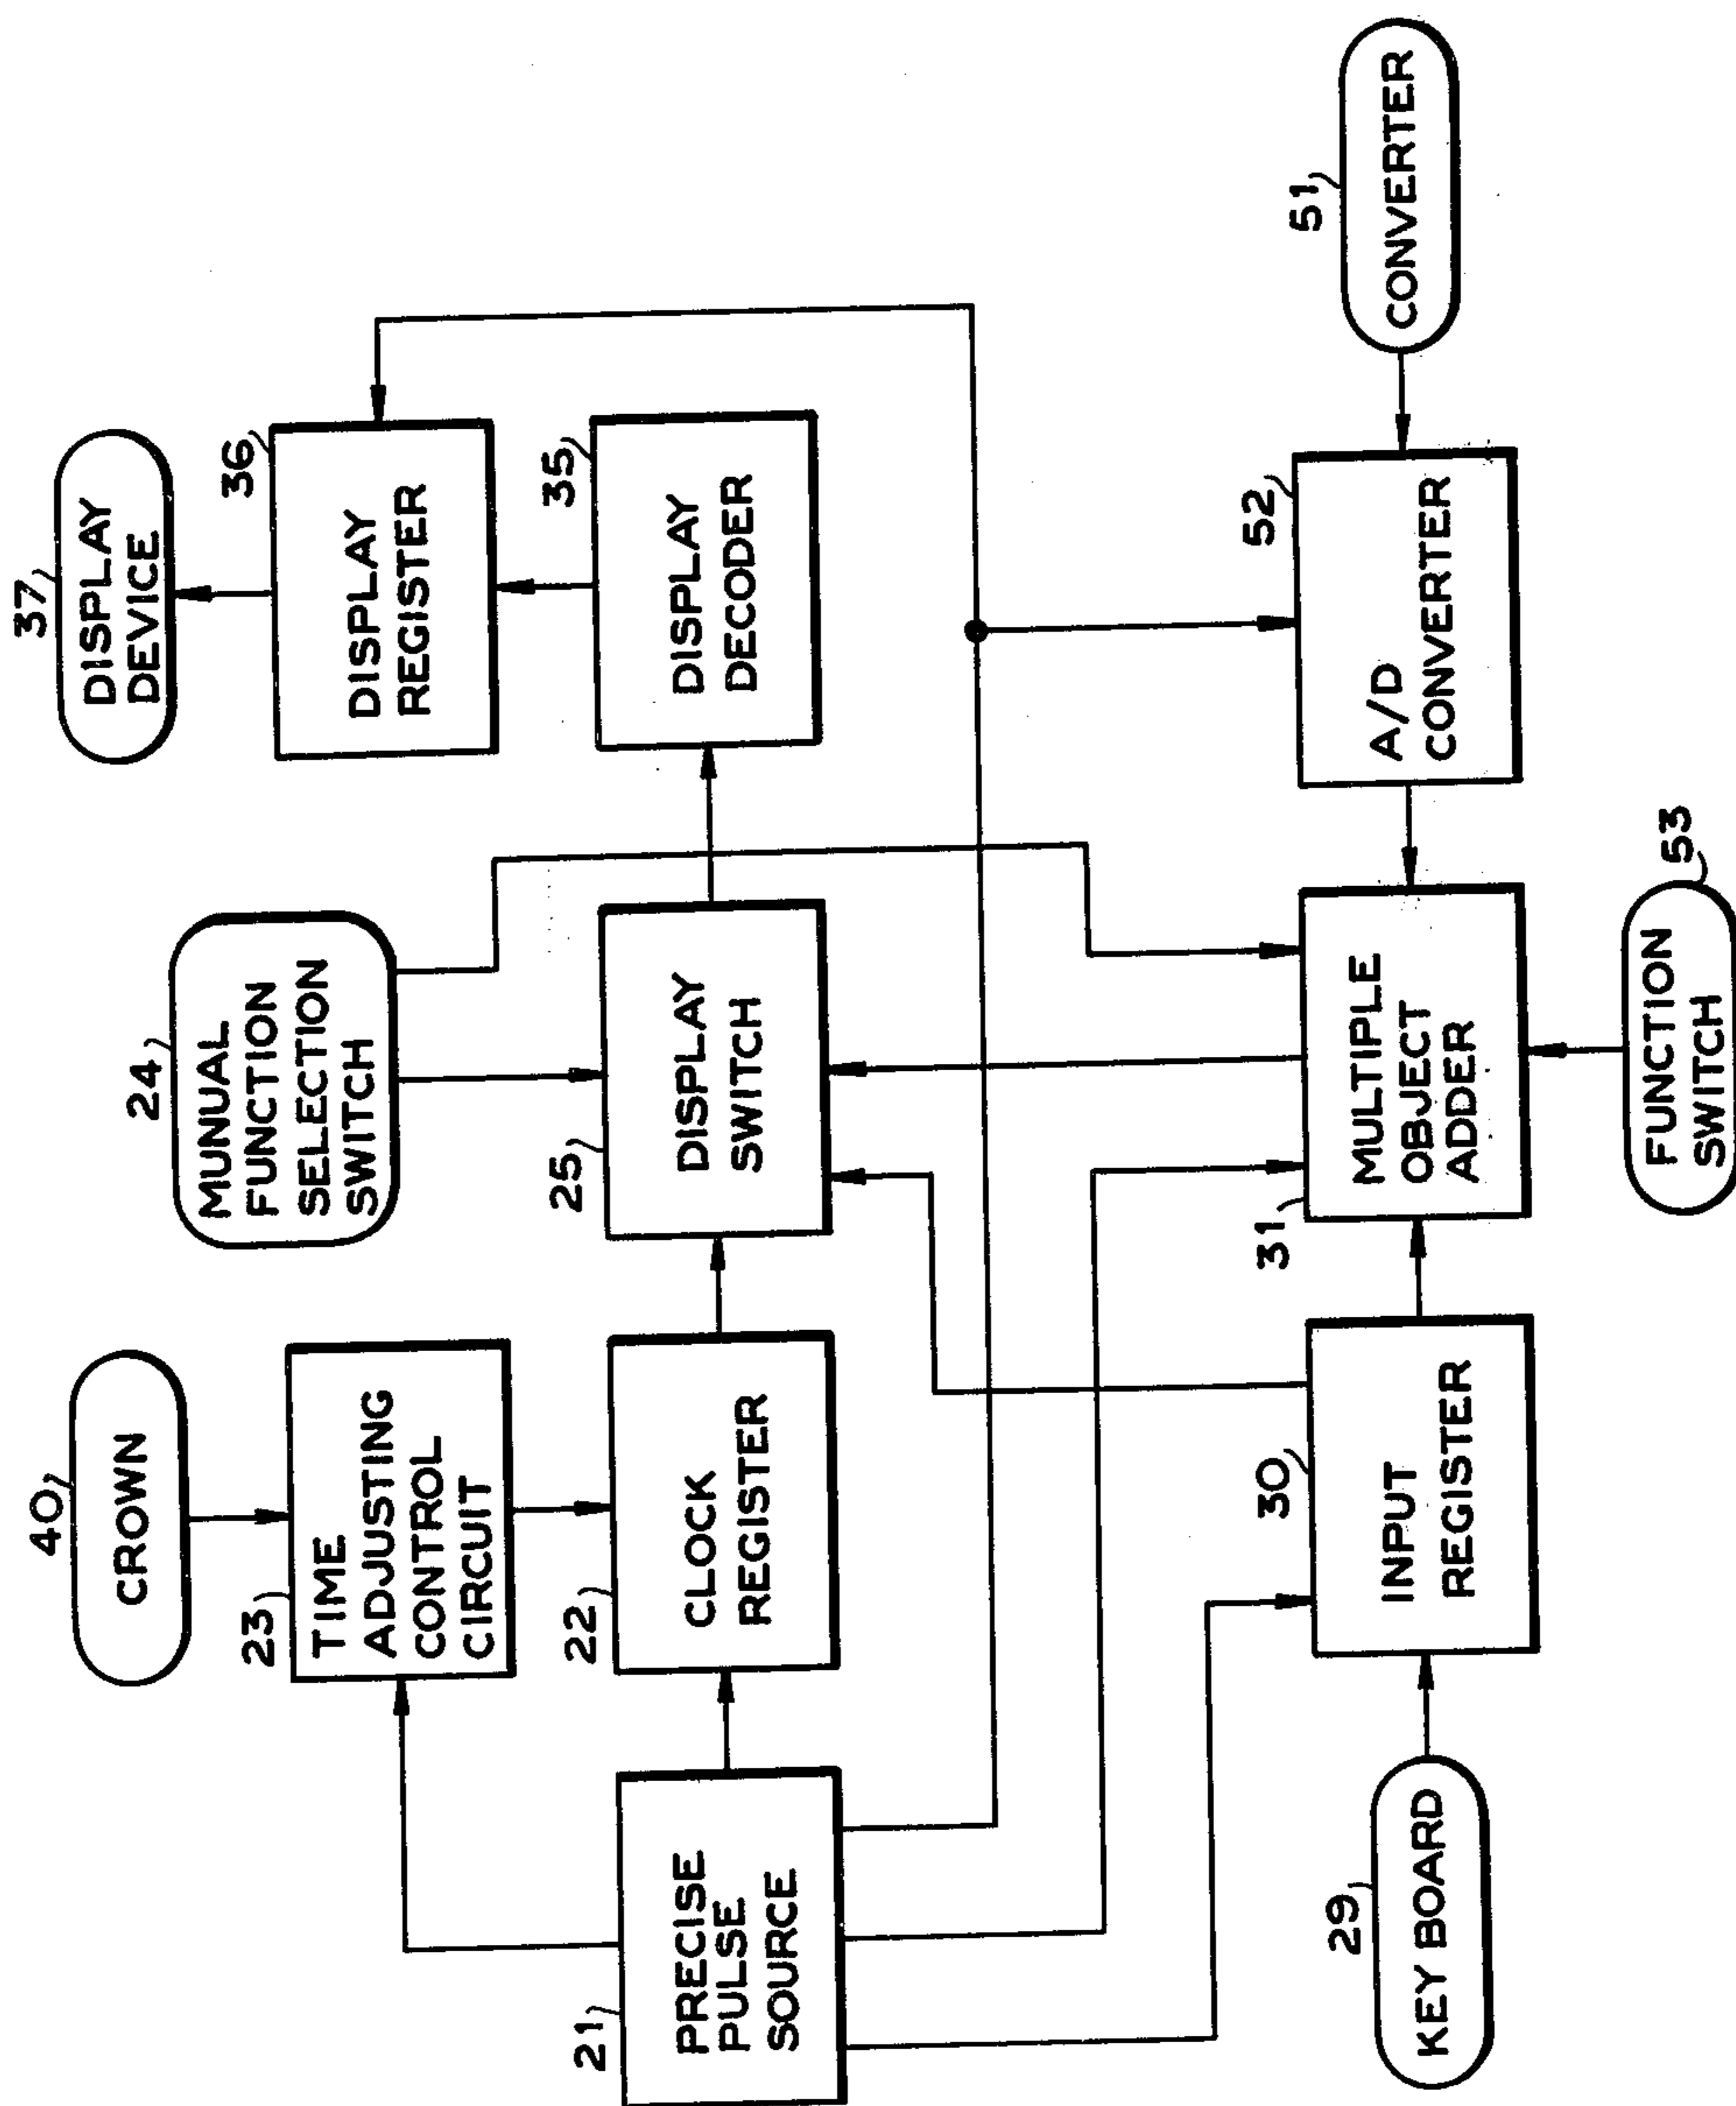 40
CROWN
23
TIME
ADJUSTING
CONTROL
CIRCUIT
24
MUNUAL
FUNCTION
SELECTION
SWITCH
37
DISPLAY
DEVICE
36
DISPLAY
REGISTER
21
PRECISE
PULSE
SOURCE
22
CLOCK
REGISTER
25
DISPLAY
SWITCH
35
DISPLAY
DECODER
29
KEY BOARD
30
INPUT
REGISTER
31
MULTIPLE
OBJECT
ADDER
52
A/D
CONVERTER
51
CONVERTER
53
FUNCTION
SWITCH